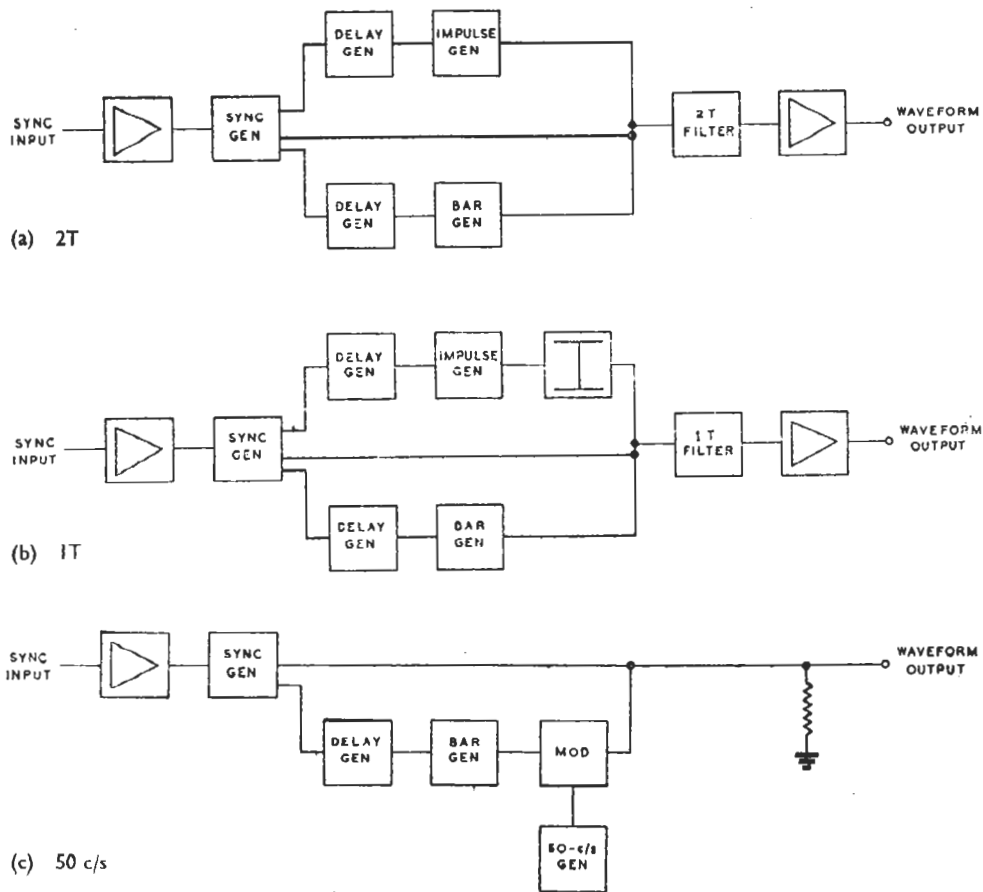 DELAY
GEN
IMPULSE
GEN
SYNC
INPUT
SYNC
GEN
2T
FILTER
WAVEFORM
OUTPUT
DELAY
GEN
BAR
GEN
(a) 2T
DELAY
GEN
IMPULSE
GEN
SYNC
INPUT
SYNC
GEN
1T
FILTER
WAVEFORM
OUTPUT
DELAY
GEN
BAR
GEN
(b) 1T
SYNC
INPUT
SYNC
GEN
WAVEFORM
OUTPUT
DELAY
GEN
BAR
GEN
MOD
50-c/s
GEN
(c) 50 c/s